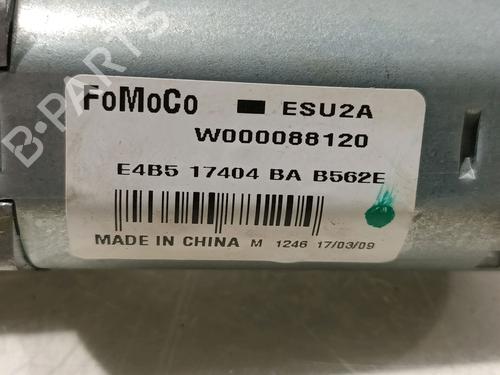 B-PARTS
FoMoCo ESU2A
W000088120
E4B5 17404 BA B562E
MADE IN CHINA M 1246 17/03/09